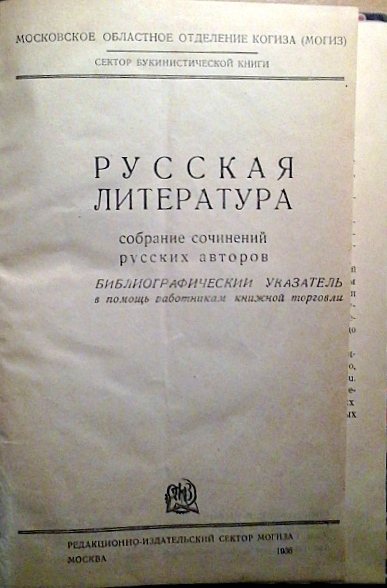 МОСКОВСКОЕ ОБЛАСТНОЕ ОТДЕЛЕНИЕ КОГИЗА (МОГИЗ)
СЕКТОР БУКИНИСТИЧЕСКОЙ КНИГИ
РУССКАЯ
ЛИТЕРАТУРА
собрание сочинений
русских авторов
БИБЛИОГРАФИЧЕСКИЙ УКАЗАТЕЛЬ
в помощь работникам книжной торговли
РЕДАКЦИОННО-ИЗДАТЕЛЬСКИЙ СЕКТОР МОГИЗА
МОСКВА 1936